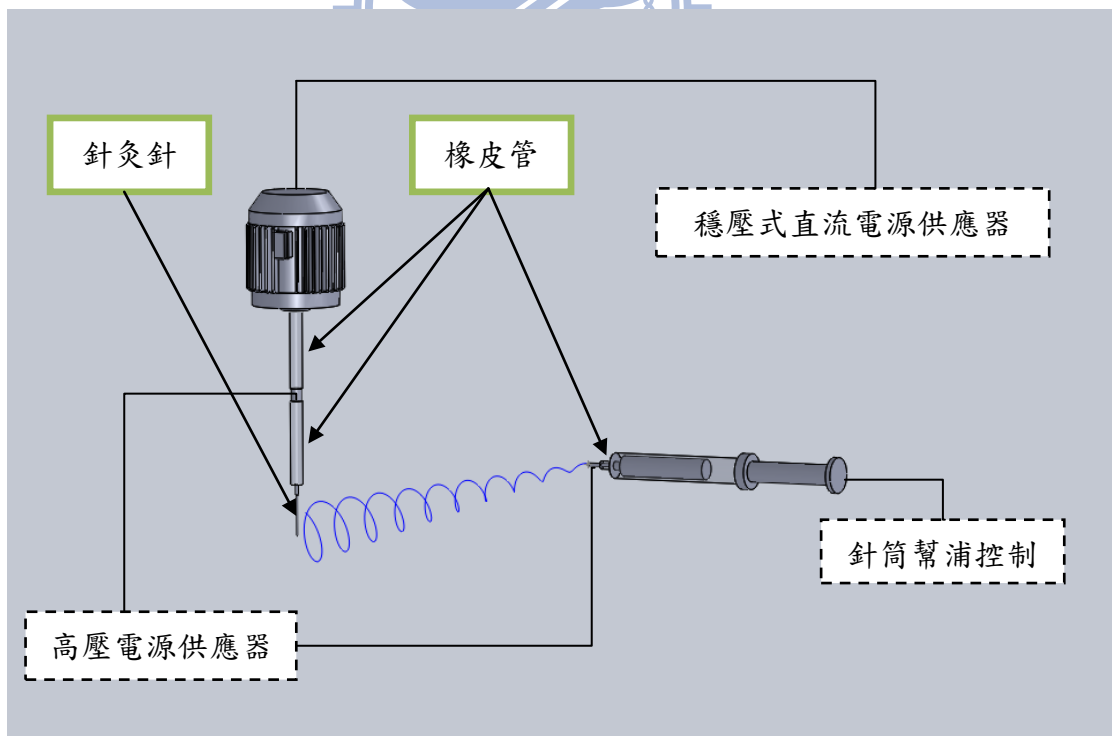 針灸針
橡皮管
穩壓式直流電源供應器
針筒幫浦控制
高壓電源供應器